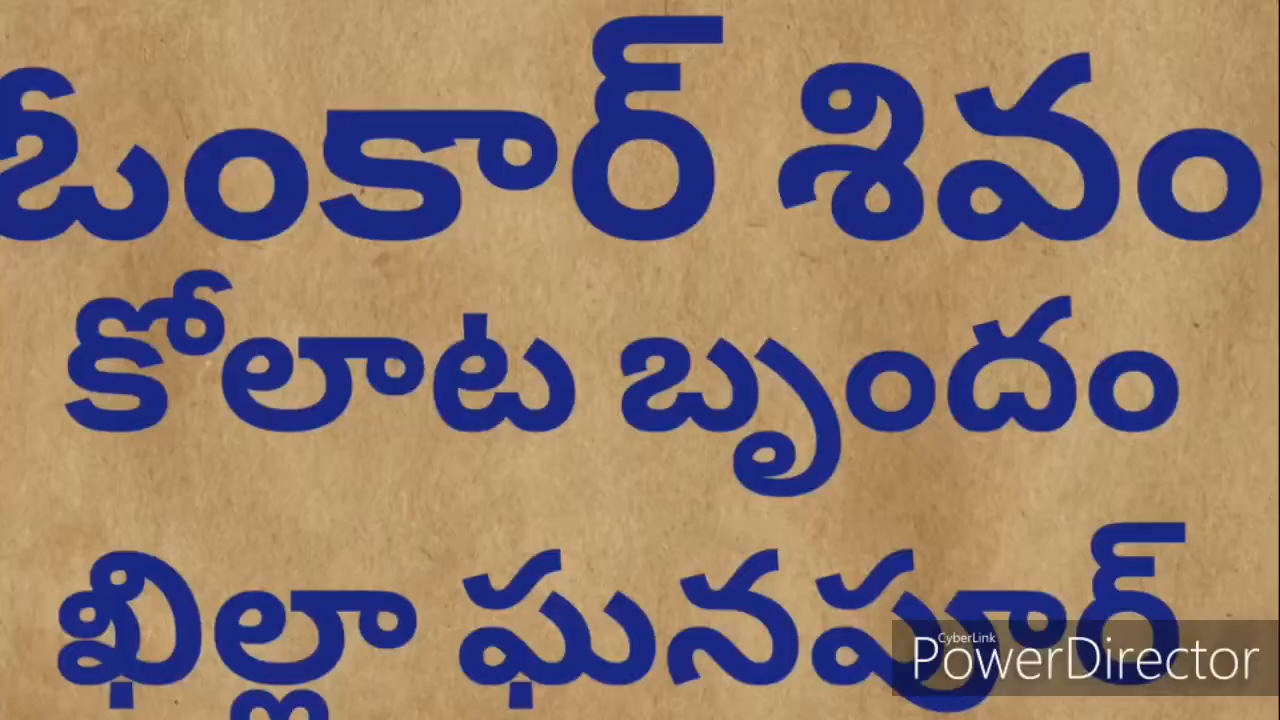 ఓంకార్ శివం
కోలాట బృందం
ఖిల్లా ఘనపూర్
CyberLink
PowerDirector